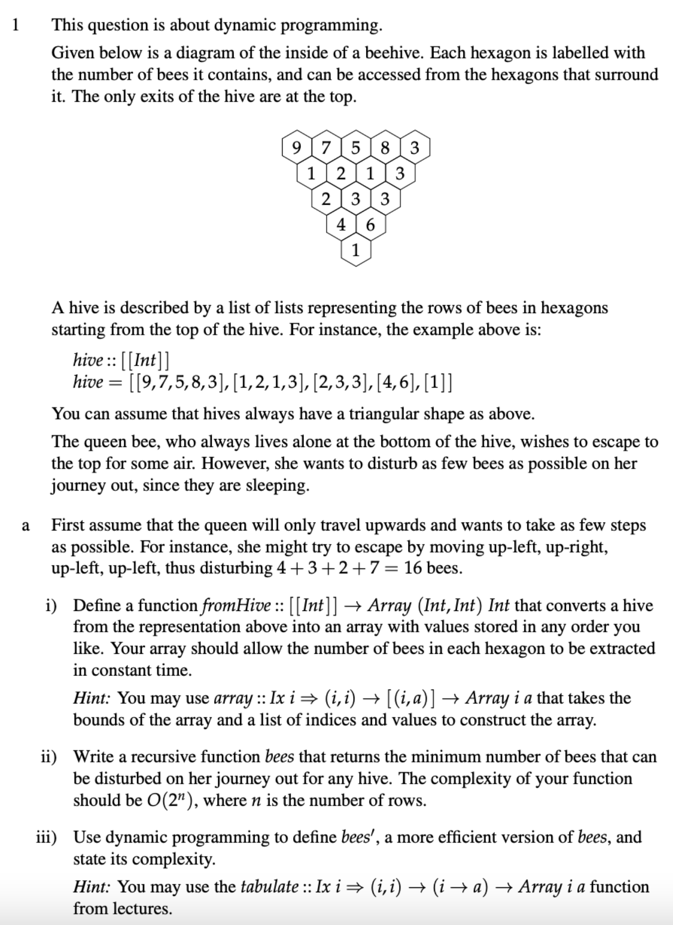 1 This question is about dynamic programming.
Given below is a diagram of the inside of a beehive. Each hexagon is labelled with
the number of bees it contains, and can be accessed from the hexagons that surround
it. The only exits of the hive are at the top.
9 7 5 8 3
1 2 1 3
2 3 3
4 6
1
A hive is described by a list of lists representing the rows of bees in hexagons
starting from the top of the hive. For instance, the example above is:
hive :: [[Int]]
hive = [[9,7,5,8,3],[1,2,1,3],[2,3,3],[4,6],[1]]
You can assume that hives always have a triangular shape as above.
The queen bee, who always lives alone at the bottom of the hive, wishes to escape to
the top for some air. However, she wants to disturb as few bees as possible on her
journey out, since they are sleeping.
a First assume that the queen will only travel upwards and wants to take as few steps
as possible. For instance, she might try to escape by moving up-left, up-right,
up-left, up-left, thus disturbing 4 + 3 + 2 + 7 = 16 bees.
i) Define a function fromHive :: [[Int]] → Array (Int, Int) Int that converts a hive
from the representation above into an array with values stored in any order you
like. Your array should allow the number of bees in each hexagon to be extracted
in constant time.
Hint: You may use array :: Ix i ⇒ (i, i) → [(i, a)] → Array i a that takes the
bounds of the array and a list of indices and values to construct the array.
ii) Write a recursive function bees that returns the minimum number of bees that can
be disturbed on her journey out for any hive. The complexity of your function
should be O(2ⁿ), where n is the number of rows.
iii) Use dynamic programming to define bees′, a more efficient version of bees, and
state its complexity.
Hint: You may use the tabulate :: Ix i ⇒ (i, i) → (i → a) → Array i a function
from lectures.